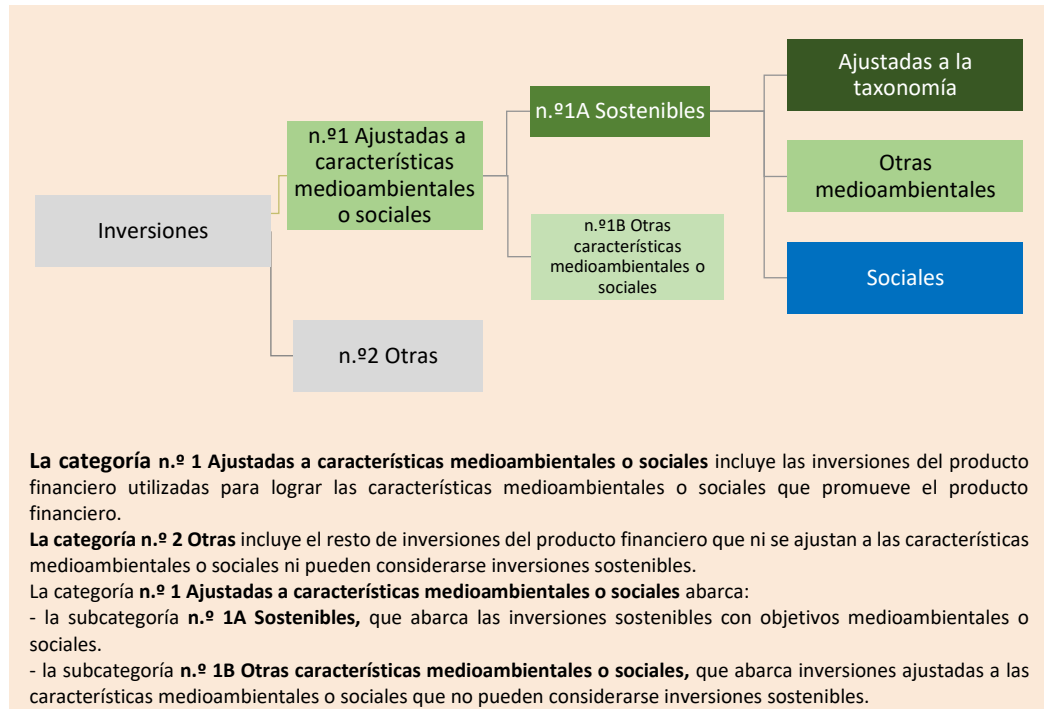 Ajustadas a la
taxonomía
n.º1A Sostenibles
n.º1 Ajustadas a
características
medioambientales
o sociales
Otras
medioambientales
Inversiones
n.º1B Otras
características
medioambientales o
sociales
Sociales
n.º2 Otras
La categoría n.º 1 Ajustadas a características medioambientales o sociales incluye las inversiones del producto
financiero utilizadas para lograr las características medioambientales o sociales que promueve el producto
financiero.
La categoría n.º 2 Otras incluye el resto de inversiones del producto financiero que ni se ajustan a las características
medioambientales o sociales ni pueden considerarse inversiones sostenibles.
La categoría n.º 1 Ajustadas a características medioambientales o sociales abarca:
- la subcategoría n.º 1A Sostenibles, que abarca las inversiones sostenibles con objetivos medioambientales o
sociales.
- la subcategoría n.º 1B Otras características medioambientales o sociales, que abarca inversiones ajustadas a las
características medioambientales o sociales que no pueden considerarse inversiones sostenibles.